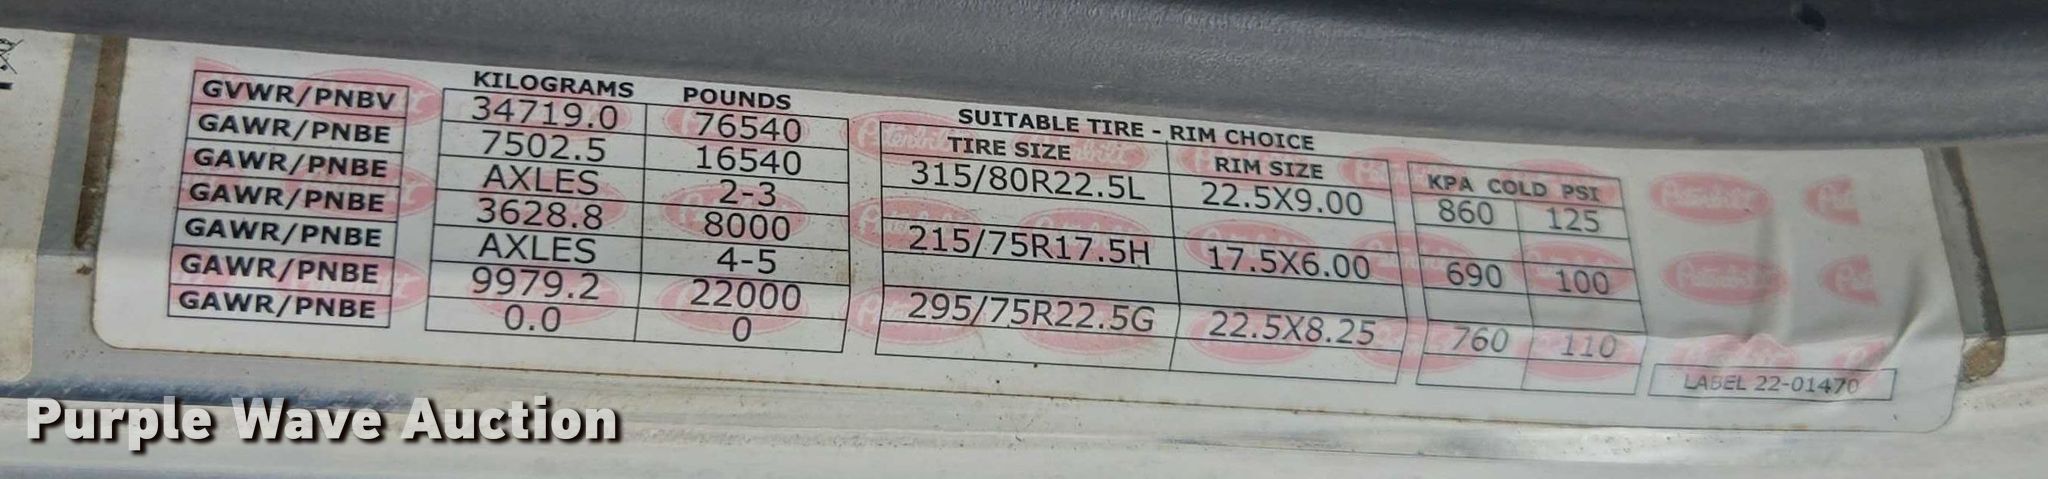 KILOGRAMS POUNDS
GVWR/PNBV 34719.0 76540 SUITABLE TIRE - RIM CHOICE
TIRE SIZE RIM SIZE KPA COLD PSI
GAWR/PNBE 7502.5 16540 315/80R22.5L 22.5X9.00 860 125
GAWR/PNBE AXLES 2-3
GAWR/PNBE 3628.8 8000 215/75R17.5H 17.5X6.00 690 100
GAWR/PNBE AXLES 4-5
GAWR/PNBE 9979.2 22000 295/75R22.5G 22.5X8.25 760 110
GAWR/PNBE 0.0 0
LABEL 22-01470
Peterbilt
Purple Wave Auction